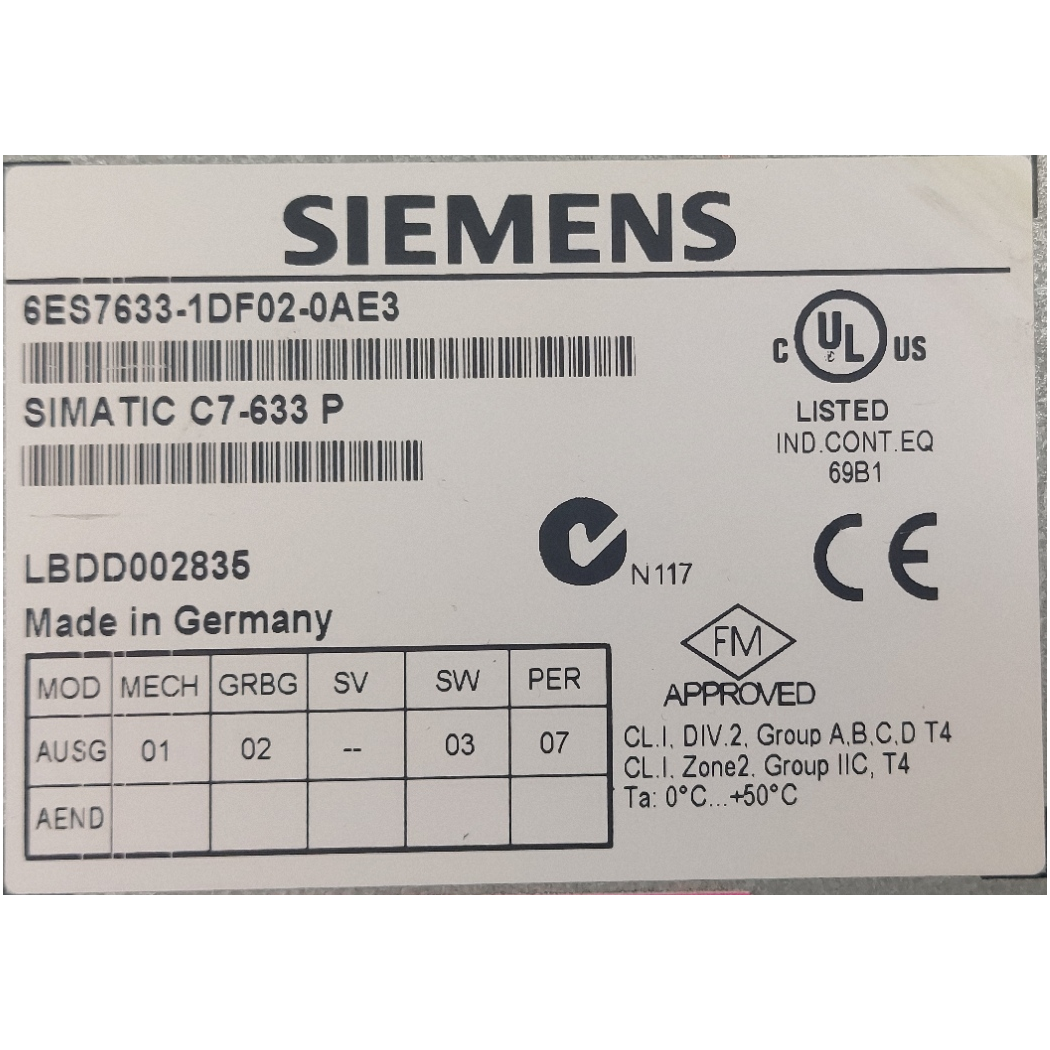 SIEMENS
6ES7633-1DF02-0AE3
SIMATIC C7-633 P
C UL US
LISTED
IND.CONT.EQ
69B1
LBDD002835
N117
CE
Made in Germany
FM
APPROVED
MOD MECH GRBG SV SW PER
AUSG 01 02 -- 03 07
AEND
CL.I, DIV.2, Group A,B,C,D T4
CL.I, Zone2, Group IIC, T4
Ta: 0°C...+50°C